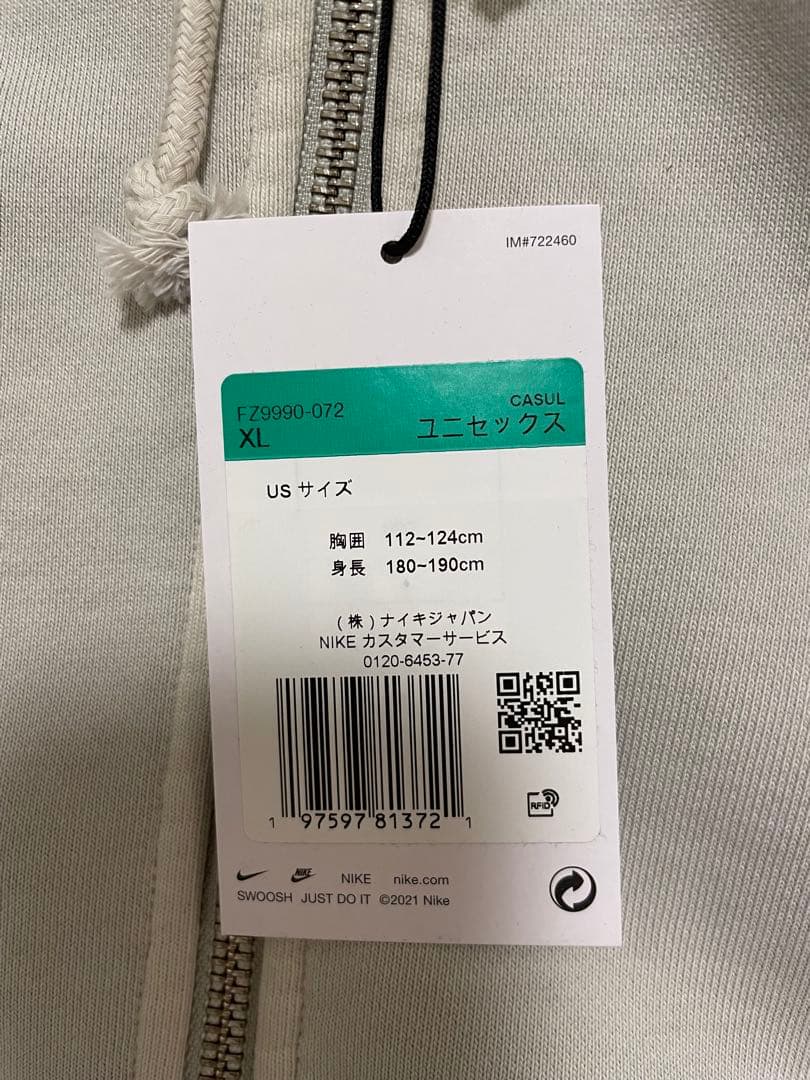 IM#722460
FZ9990-072
XL
CASUL
ユニセックス
US サイズ
胸囲 112~124cm
身長 180~190cm
(株)ナイキジャパン
NIKE カスタマーサービス
0120-6453-77
1 97597 81372 1
RFID
NIKE NIKE nike.com
SWOOSH JUST DO IT ©2021 Nike